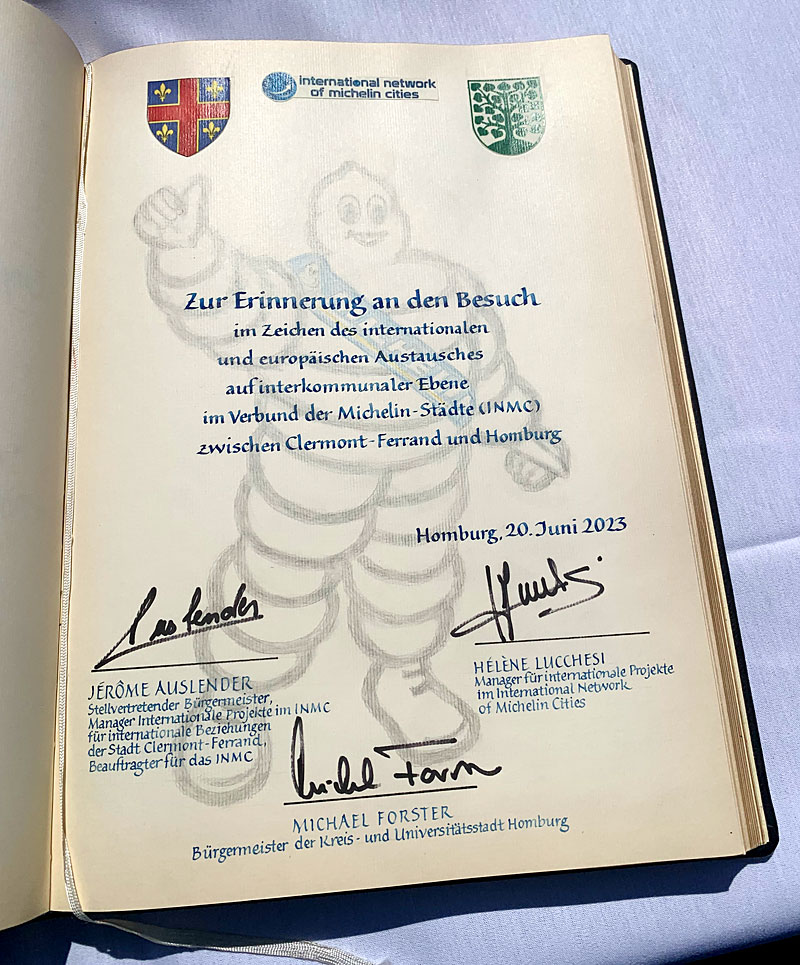 international network
of michelin cities
Zur Erinnerung an den Besuch
im Zeichen des internationalen
und europäischen Austausches
auf interkommunaler Ebene
im Verbund der Michelin-Städte (INMC)
zwischen Clermont-Ferrand und Homburg
Homburg, 20. Juni 2023
JÉRÔME AUSLENDER
Stellvertretender Bürgermeister,
Manager Internationale Projekte im INMC
für internationale Beziehungen
der Stadt Clermont-Ferrand,
Beauftragter für das INMC
HÉLÈNE LUCCHESI
Manager für internationale Projekte
im International Network
of Michelin Cities
MICHAEL FORSTER
Bürgermeister der Kreis- und Universitätsstadt Homburg